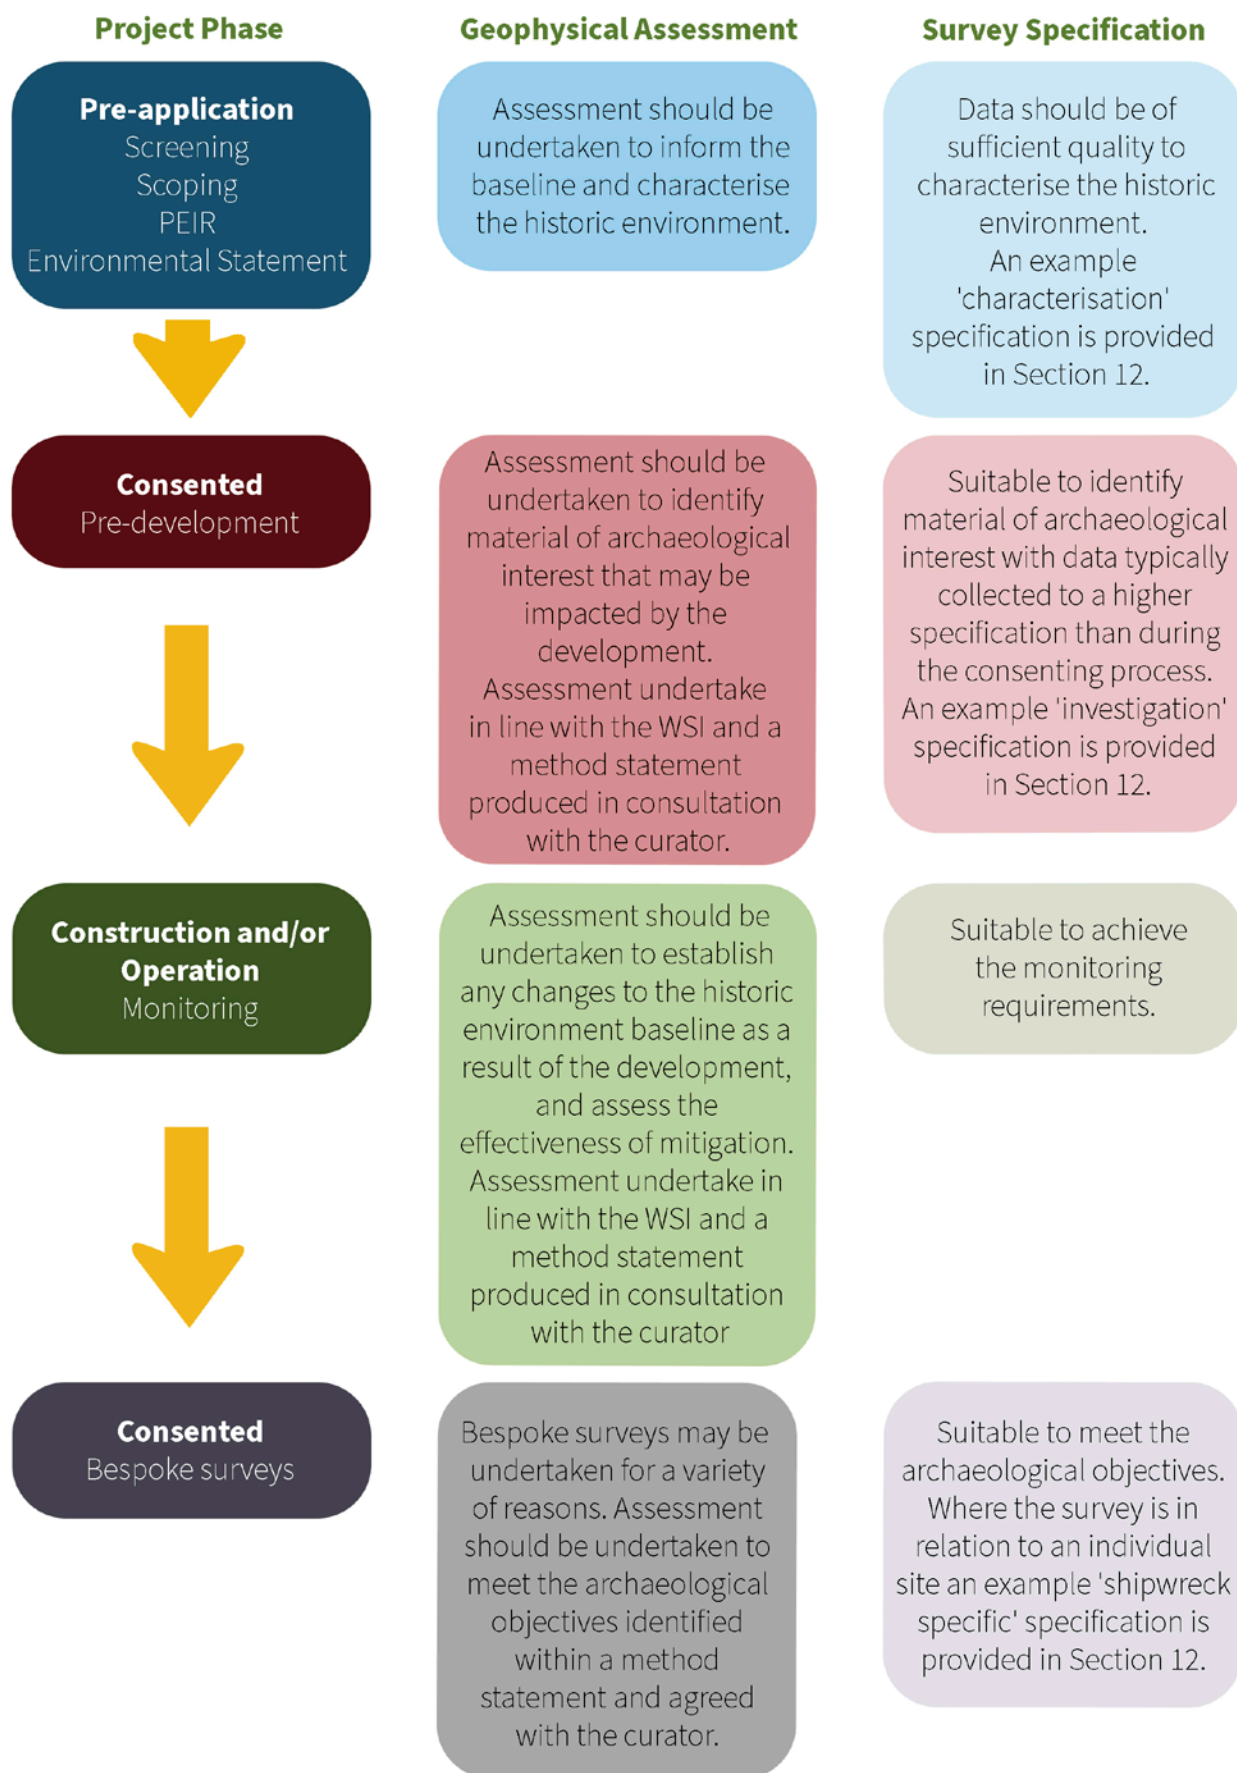 Project Phase
Geophysical Assessment
Survey Specification
Pre-application
Screening
Scoping
PEIR
Environmental Statement
Assessment should be
undertaken to inform the
baseline and characterise
the historic environment.
Data should be of
sufficient quality to
characterise the historic
environment.
An example
'characterisation'
specification is provided
in Section 12.
Consented
Pre-development
Assessment should be
undertaken to identify
material of archaeological
interest that may be
impacted by the
development.
Assessment undertake
in line with the WSI and a
method statement
produced in consultation
with the curator.
Suitable to identify
material of archaeological
interest with data typically
collected to a higher
specification than during
the consenting process.
An example 'investigation'
specification is provided
in Section 12.
Construction and/or
Operation
Monitoring
Assessment should be
undertaken to establish
any changes to the historic
environment baseline as a
result of the development,
and assess the
effectiveness of mitigation.
Assessment undertake in
line with the WSI and a
method statement
produced in consultation
with the curator
Suitable to achieve
the monitoring
requirements.
Consented
Bespoke surveys
Bespoke surveys may be
undertaken for a variety
of reasons. Assessment
should be undertaken to
meet the archaeological
objectives identified
within a method
statement and agreed
with the curator.
Suitable to meet the
archaeological objectives.
Where the survey is in
relation to an individual
site an example 'shipwreck
specific' specification is
provided in Section 12.